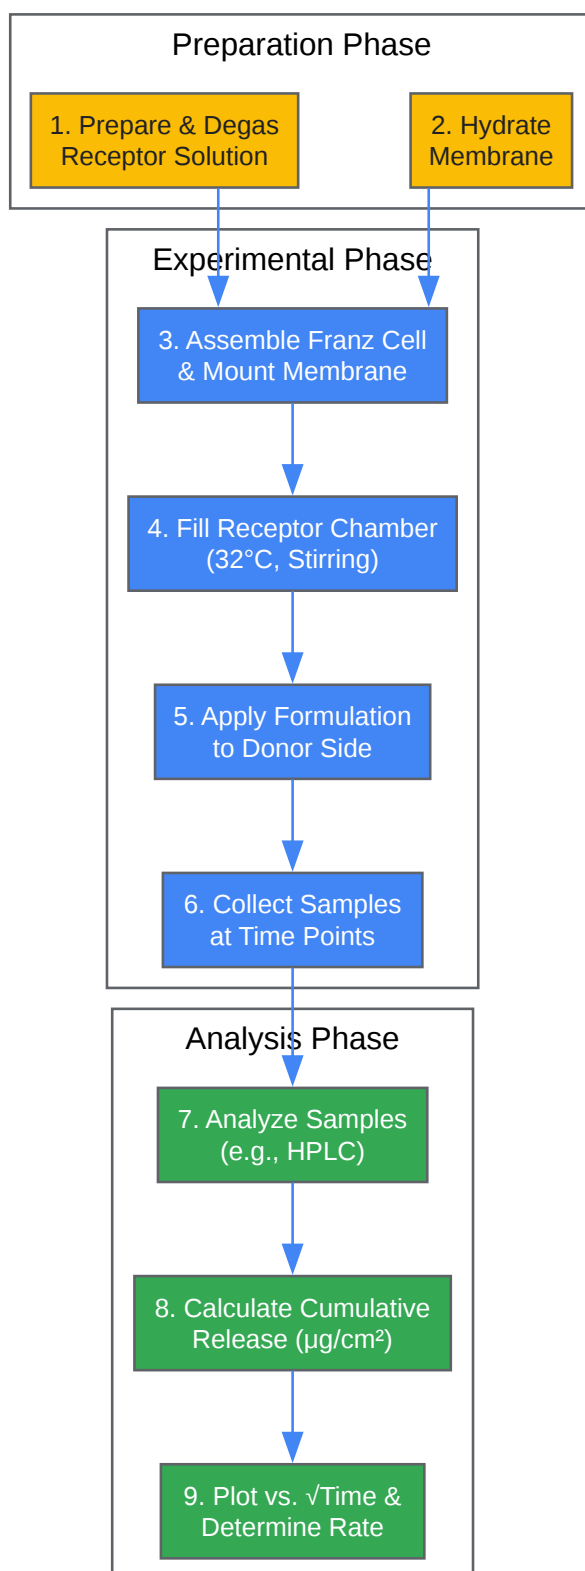 Preparation Phase
1. Prepare & Degas
Receptor Solution
2. Hydrate
Membrane
Experimental Phase
3. Assemble Franz Cell
& Mount Membrane
4. Fill Receptor Chamber
(32°C, Stirring)
5. Apply Formulation
to Donor Side
6. Collect Samples
at Time Points
Analysis Phase
7. Analyze Samples
(e.g., HPLC)
8. Calculate Cumulative
Release (μg/cm²)
9. Plot vs. √Time &
Determine Rate